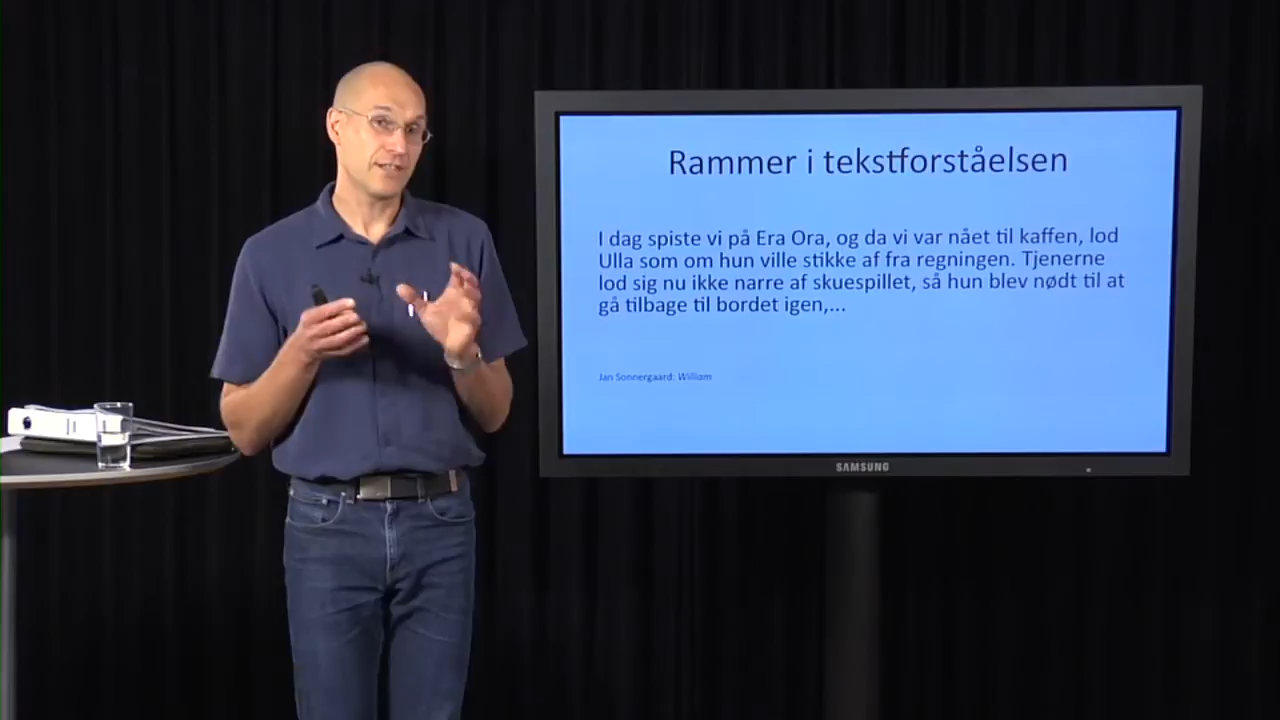 Rammer i tekstforståelsen
I dag spiste vi på Era Ora, og da vi var nået til kaffen, lod
Ulla som om hun ville stikke af fra regningen. Tjenerne
lod sig nu ikke narre af skuespillet, så hun blev nødt til at
gå tilbage til bordet igen,...
Jan Sonnergaard: William
SAMSUNG